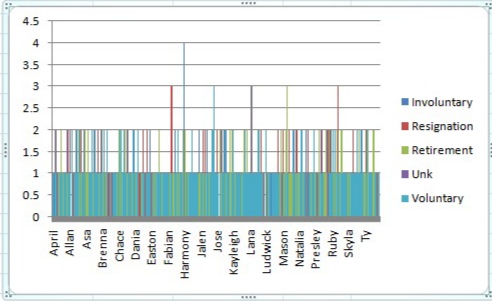 4.5
4
3.5
3
2.5
2
1.5
1
0.5
0
April
Allan
Asa
Brenna
Chace
Dania
Easton
Fabian
Harmony
Jalen
Jose
Kayleigh
Lana
Ludwick
Mason
Natalia
Presley
Ruby
Skyla
Ty
Involuntary
Resignation
Retirement
Unk
Voluntary